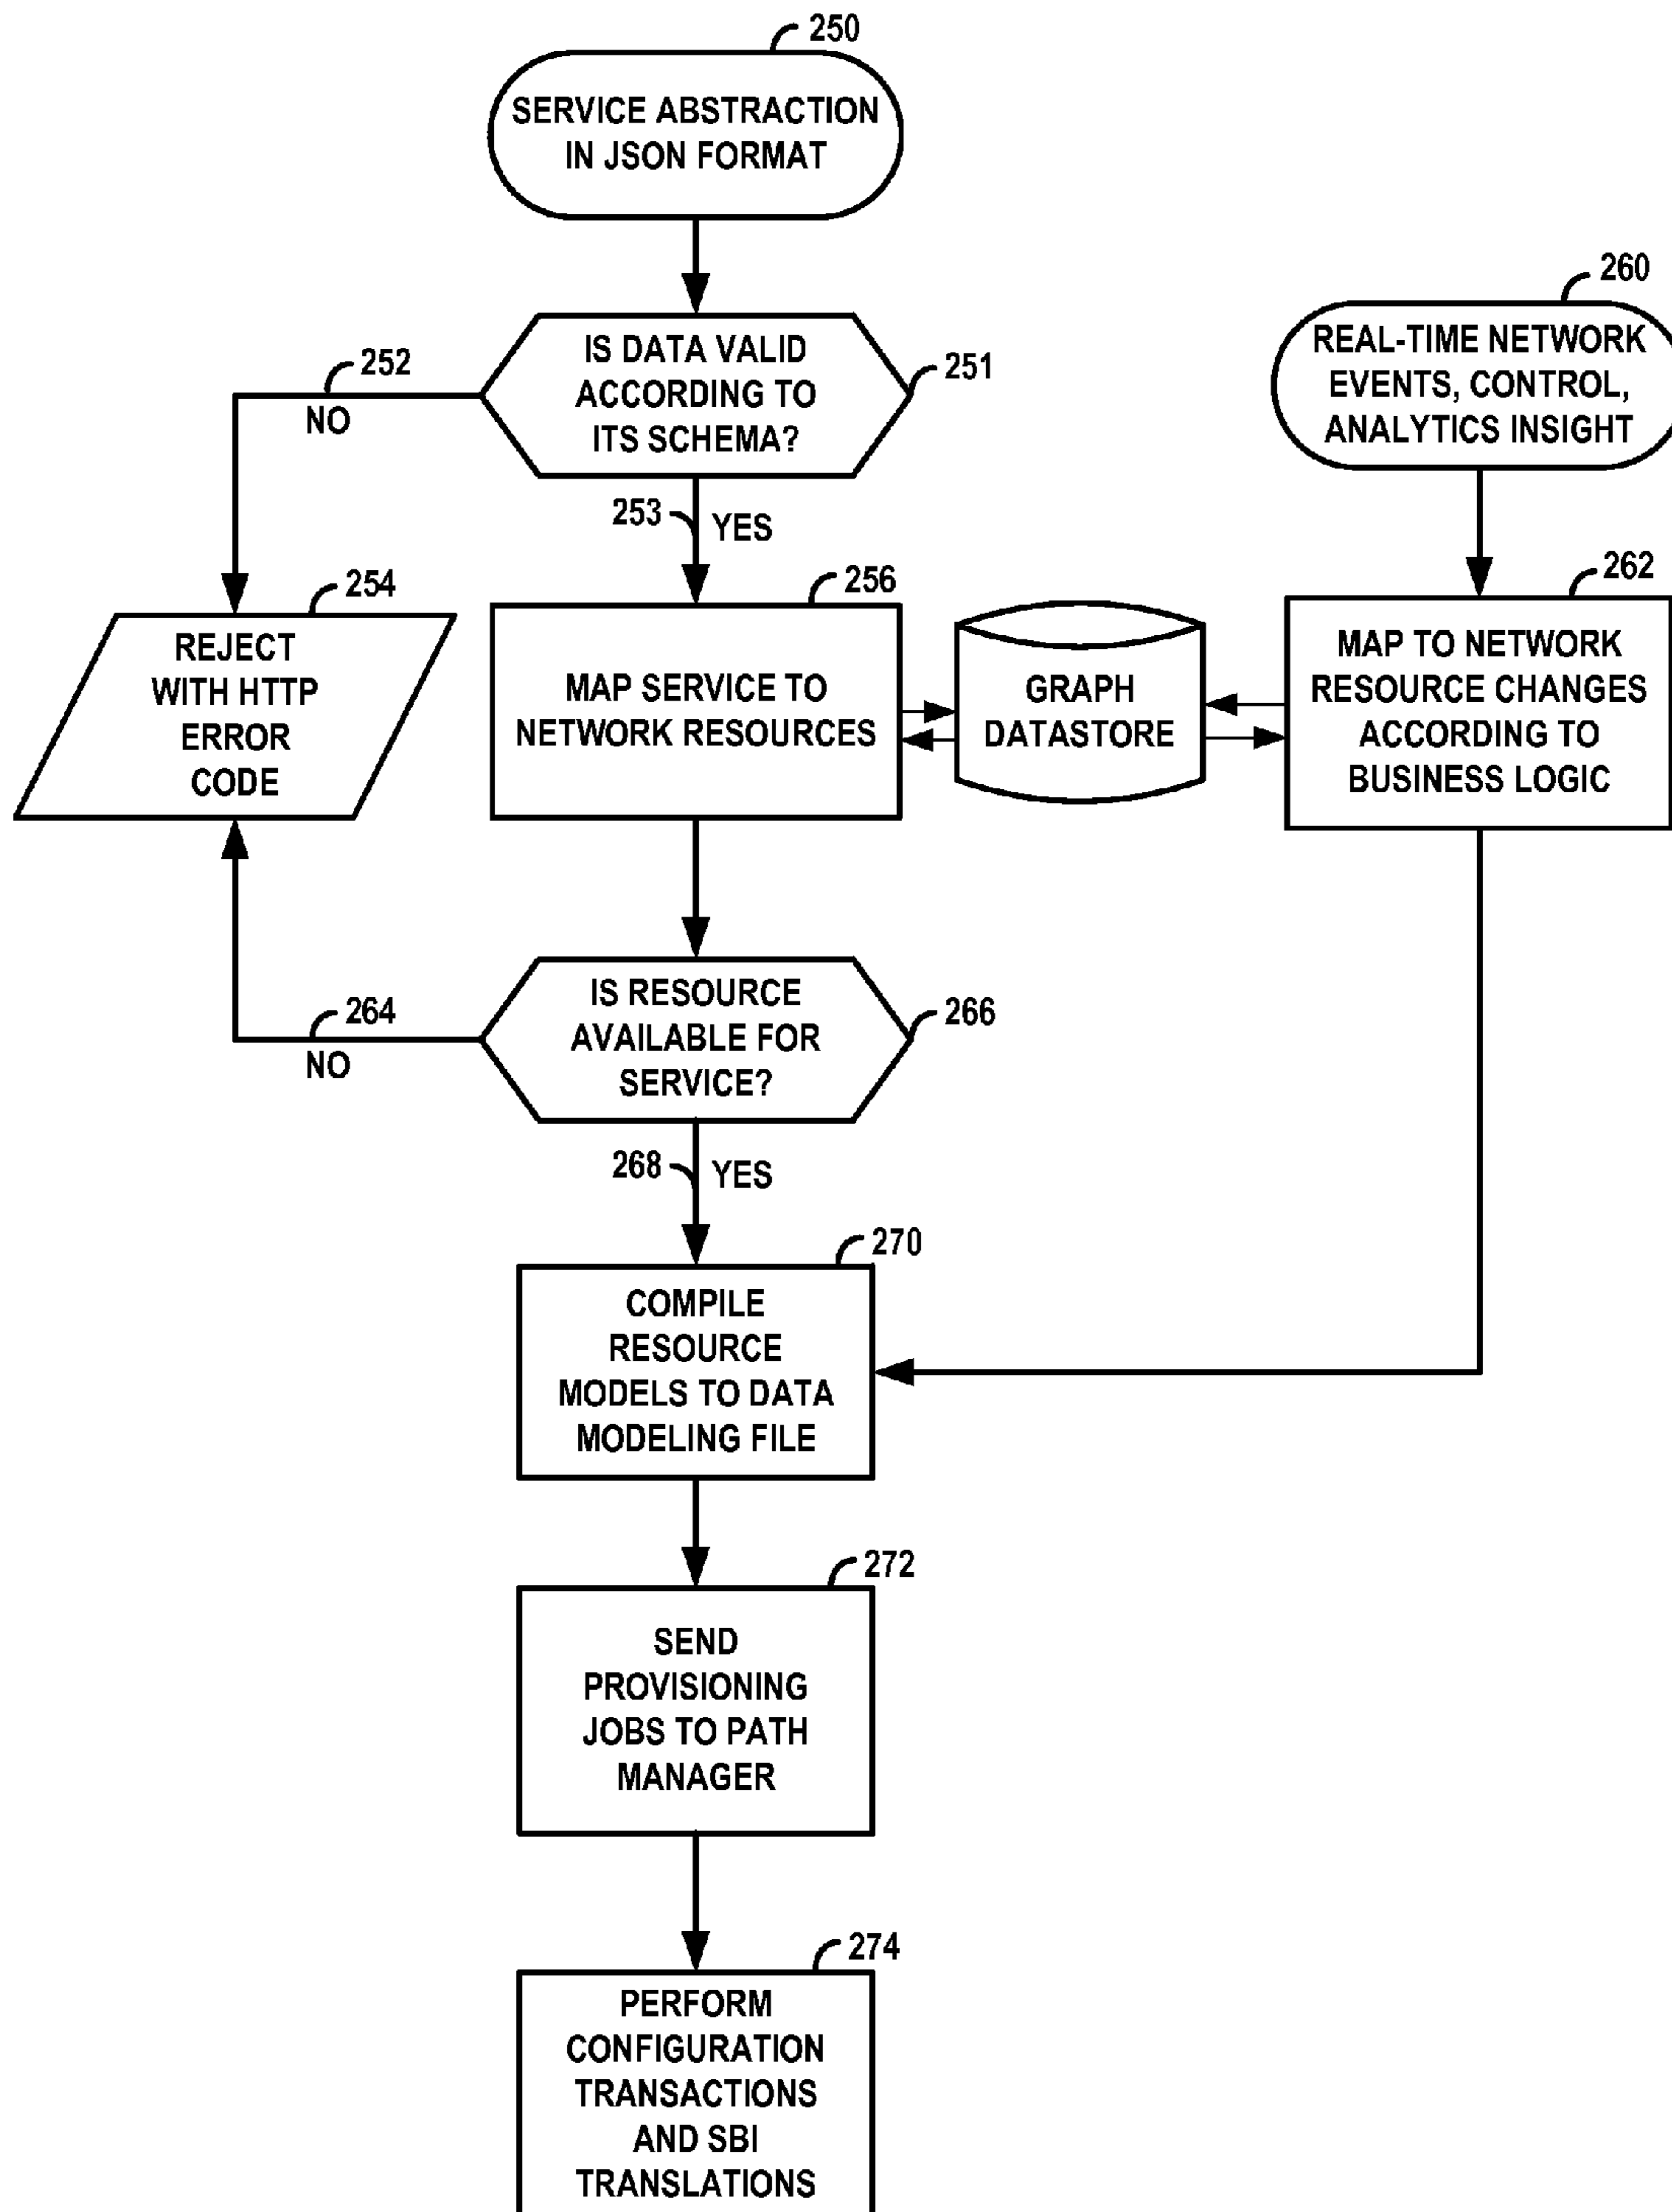 250
SERVICE ABSTRACTION
IN JSON FORMAT
260
REAL-TIME NETWORK
EVENTS, CONTROL,
ANALYTICS INSIGHT
252
NO
IS DATA VALID
ACCORDING TO
ITS SCHEMA?
251
253
YES
254
REJECT
WITH HTTP
ERROR
CODE
256
MAP SERVICE TO
NETWORK RESOURCES
GRAPH
DATASTORE
262
MAP TO NETWORK
RESOURCE CHANGES
ACCORDING TO
BUSINESS LOGIC
264
NO
IS RESOURCE
AVAILABLE FOR
SERVICE?
266
268
YES
270
COMPILE
RESOURCE
MODELS TO DATA
MODELING FILE
272
SEND
PROVISIONING
JOBS TO PATH
MANAGER
274
PERFORM
CONFIGURATION
TRANSACTIONS
AND SBI
TRANSLATIONS